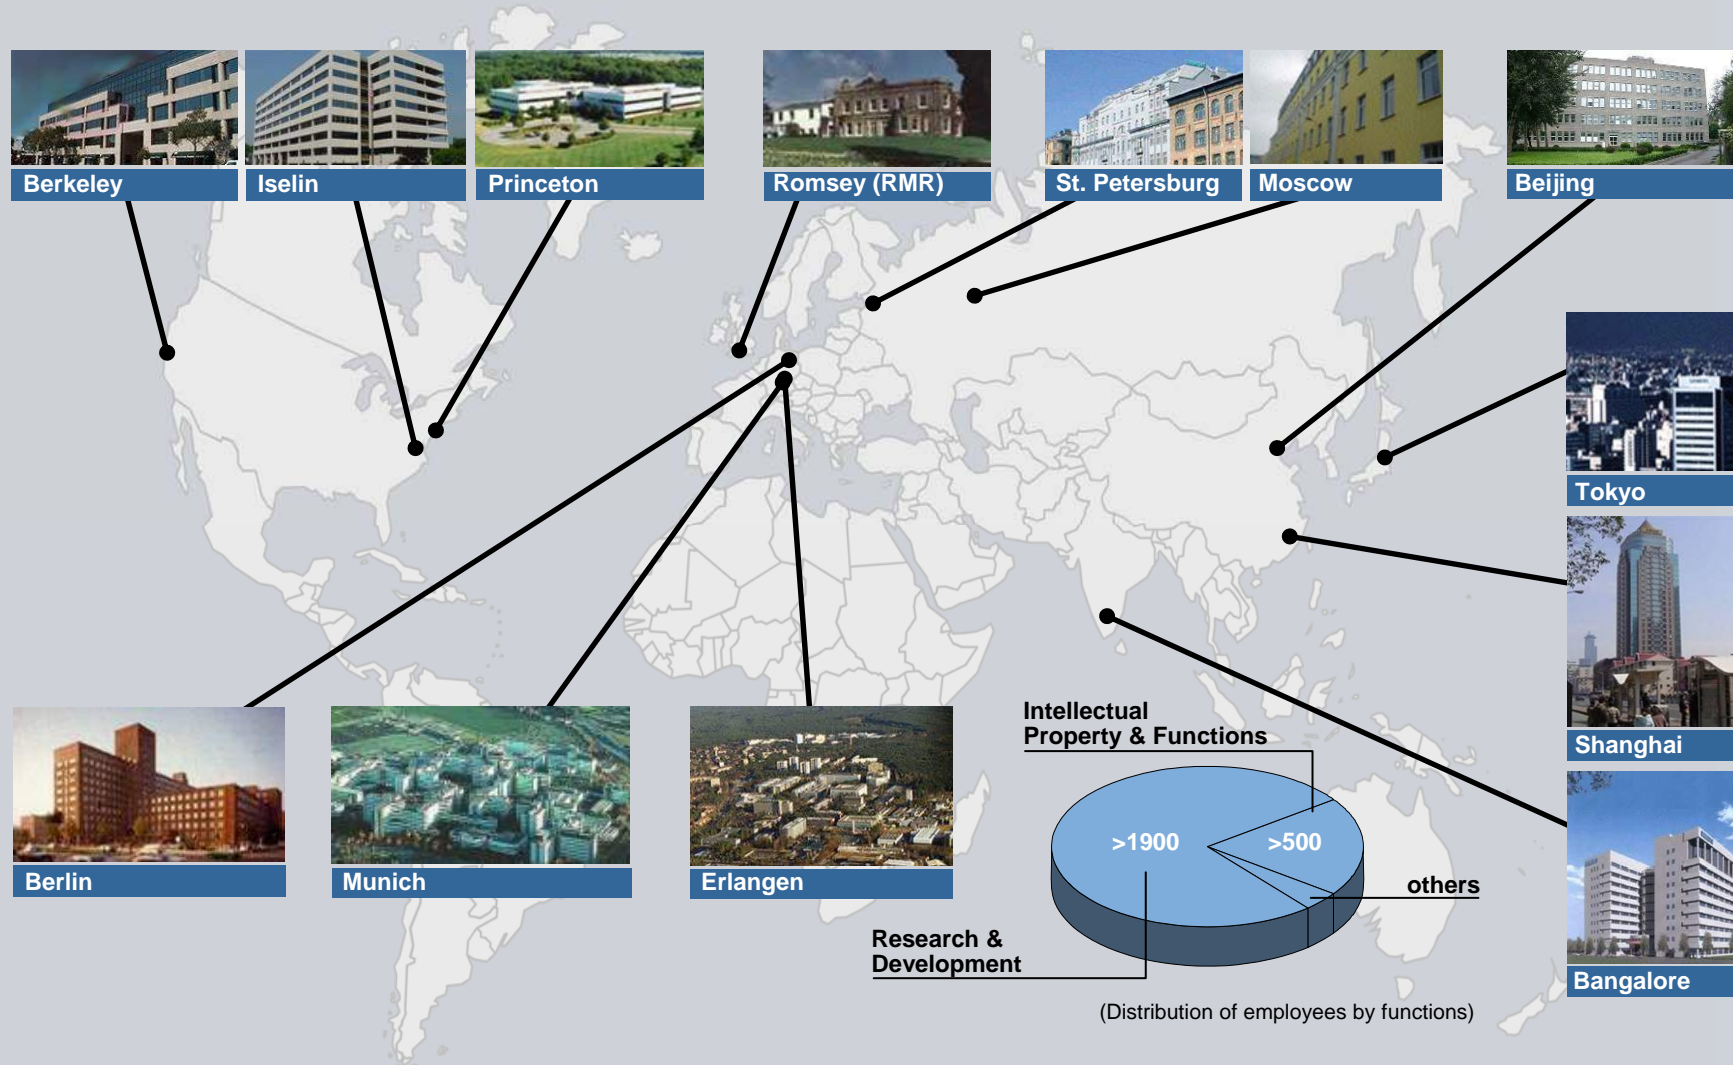 Berkeley
Iselin
Princeton
Romsey (RMR)
St. Petersburg
Moscow
Beijing
Tokyo
Shanghai
Bangalore
Berlin
Munich
Erlangen
Intellectual
Property & Functions
>1900
>500
others
Research &
Development
(Distribution of employees by functions)